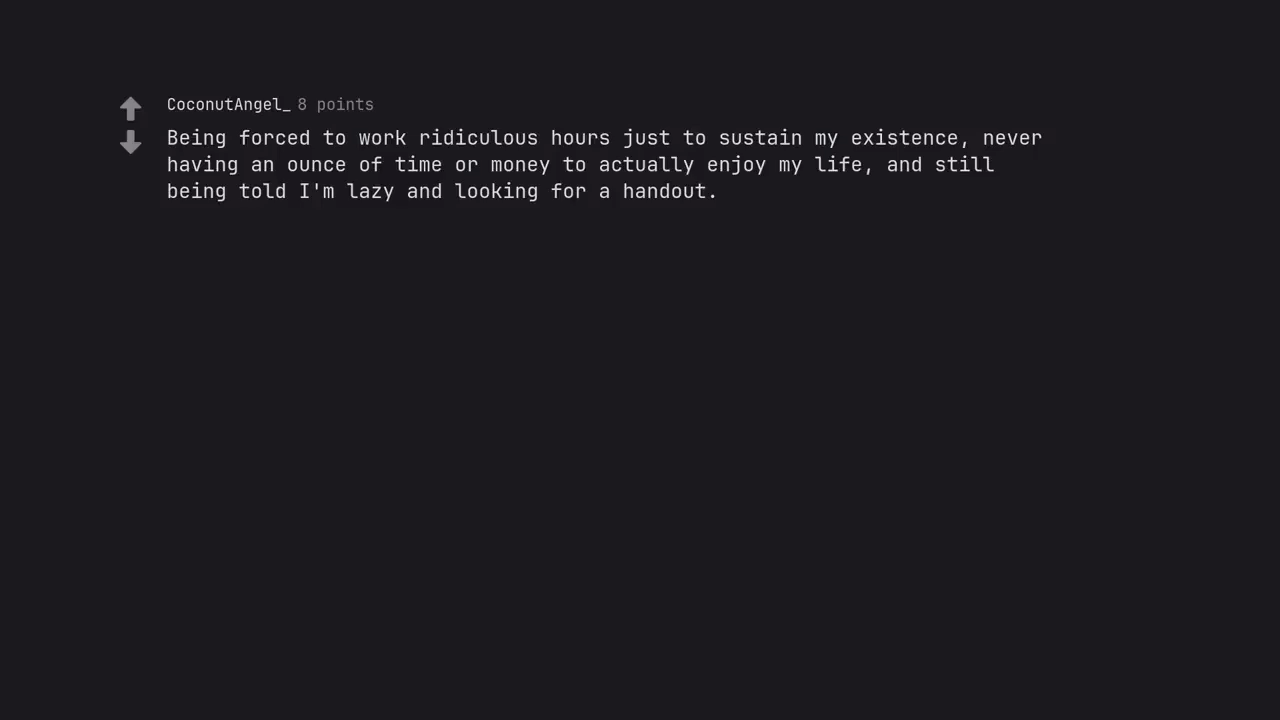 CoconutAngel_ 8 points
Being forced to work ridiculous hours just to sustain my existence, never
having an ounce of time or money to actually enjoy my life, and still
being told I'm lazy and looking for a handout.